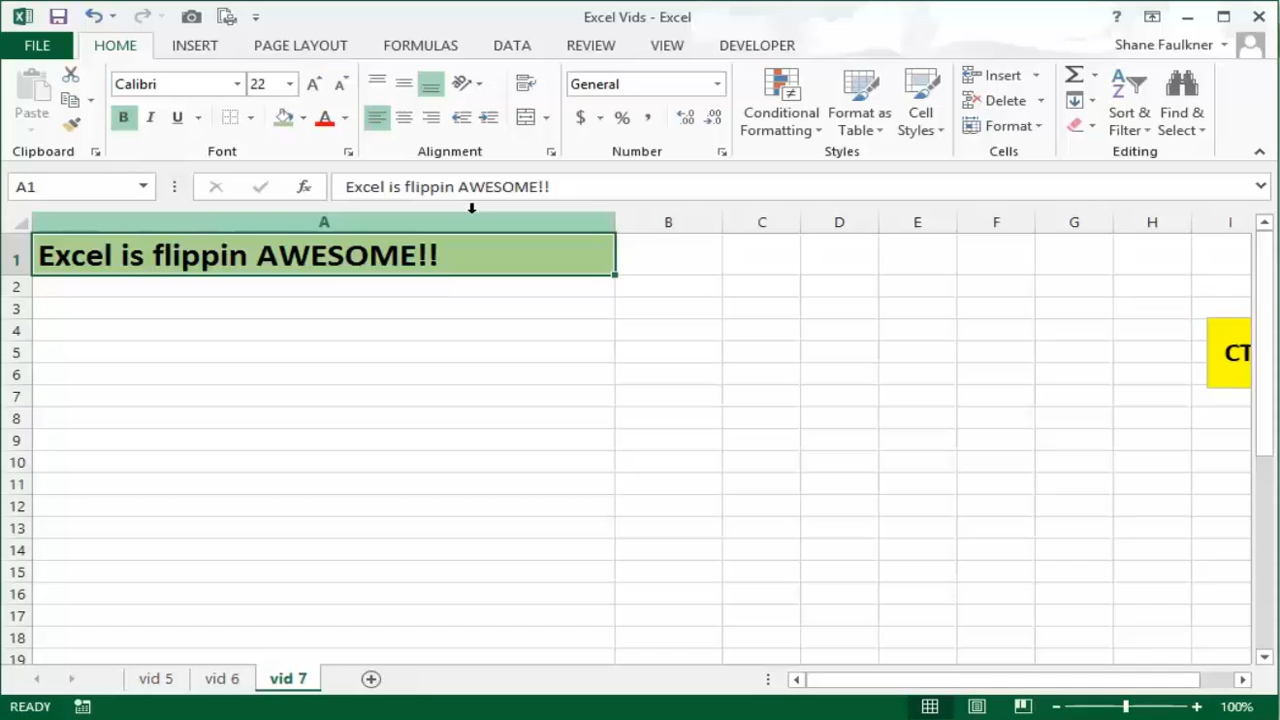 Excel Vids - Excel
?
FILE HOME INSERT PAGE LAYOUT FORMULAS DATA REVIEW VIEW DEVELOPER Shane Faulkner
Paste
Calibri 22
B I U A
General
$ % ,
Conditional Formatting
Format as Table
Cell Styles
Insert
Delete
Format
Sort & Filter
Find & Select
Clipboard Font Alignment Number Styles Cells Editing
A1 fx Excel is flippin AWESOME!!
A B C D E F G H I
1 Excel is flippin AWESOME!!
2
3
4
5 CT
6
7
8
9
10
11
12
13
14
15
16
17
18
19
vid 5 vid 6 vid 7
READY 100%